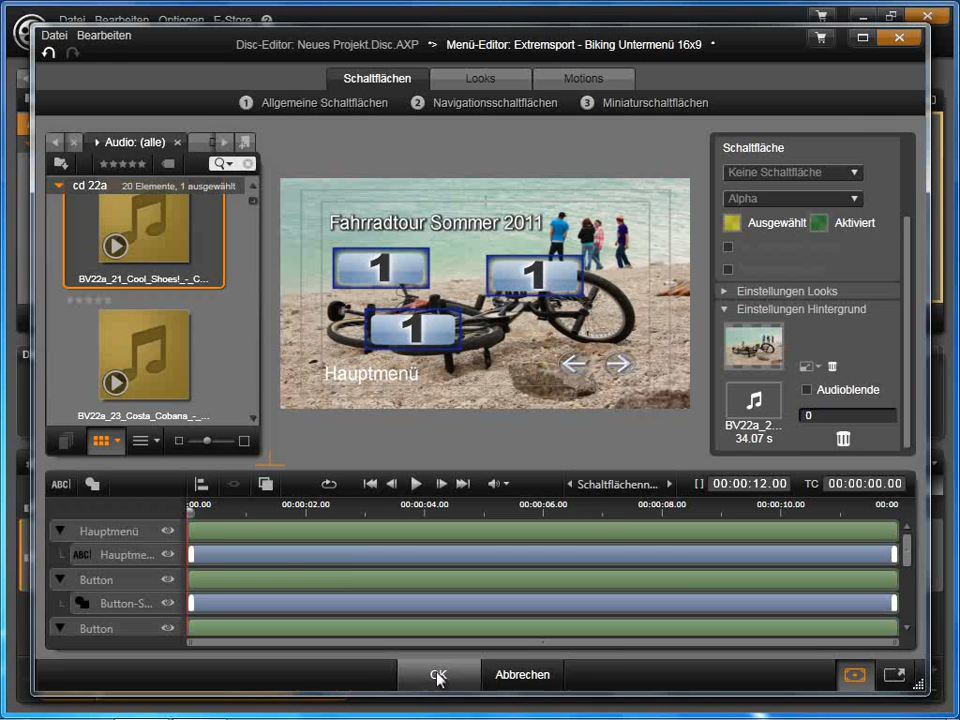 Datei Bearbeiten Optionen E-Store ?
Datei Bearbeiten
Disc-Editor: Neues Projekt.Disc.AXP *> Menü-Editor: Extremsport - Biking Untermenü 16x9 *
Schaltflächen Looks Motions
1 Allgemeine Schaltflächen 2 Navigationsschaltflächen 3 Miniaturschaltflächen
Audio: (alle)
cd 22a 20 Elemente, 1 ausgewählt
BV22a_21_Cool_Shoes!_-_C...
BV22a_23_Costa_Cobana_-_...
Fahrradtour Sommer 2011
1
1
1
Hauptmenü
Schaltfläche
Keine Schaltfläche
Alpha
Ausgewählt Aktiviert
Einstellungen Looks
Einstellungen Hintergrund
Audioblende
0
BV22a_2...
34.07 s
ABC Schaltflächenn... [] 00:00:12.00 TC 00:00:00.00
:00.00 00:00:02.00 00:00:04.00 00:00:06.00 00:00:08.00 00:00:10.00 00:00
Hauptmenü
ABC Hauptme...
Button
Button-S...
Button
OK Abbrechen